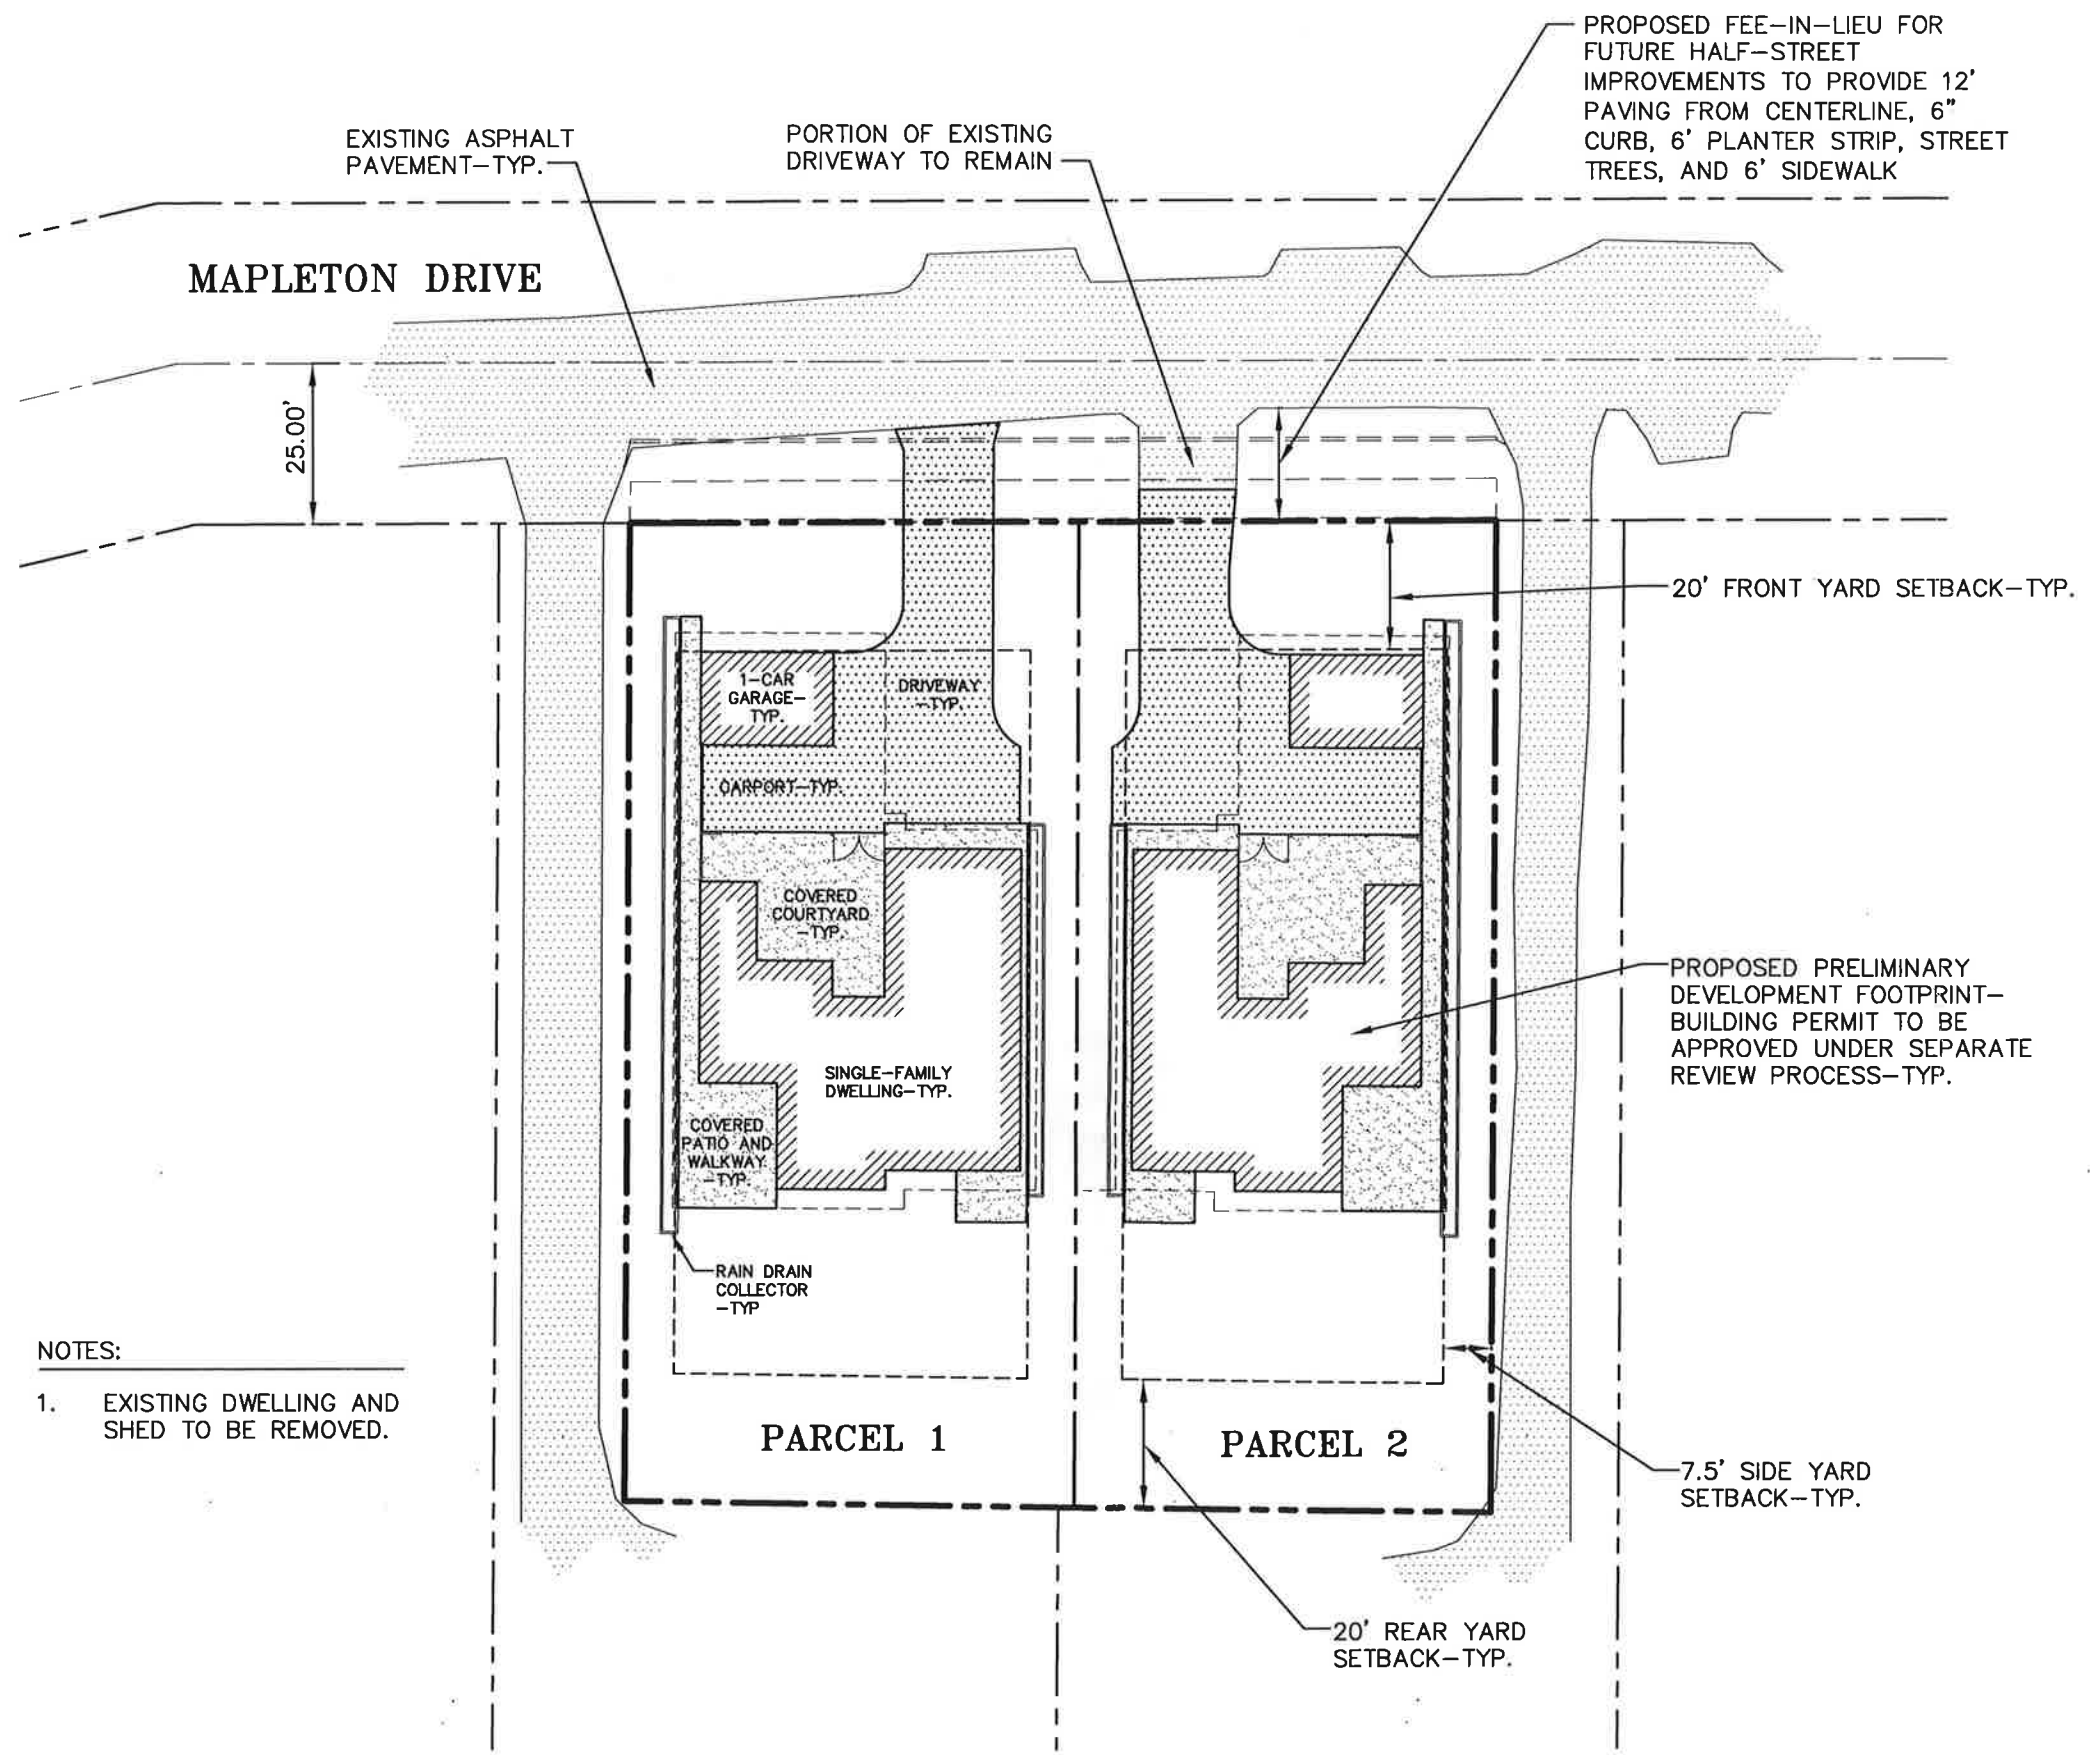 PROPOSED FEE-IN-LIEU FOR
FUTURE HALF-STREET
IMPROVEMENTS TO PROVIDE 12'
PAVING FROM CENTERLINE, 6"
CURB, 6' PLANTER STRIP, STREET
TREES, AND 6' SIDEWALK
EXISTING ASPHALT
PAVEMENT-TYP.
PORTION OF EXISTING
DRIVEWAY TO REMAIN
MAPLETON DRIVE
25.00'
20' FRONT YARD SETBACK-TYP.
1-CAR
GARAGE-
TYP.
DRIVEWAY
-TYP.
CARPORT-TYP.
COVERED
COURTYARD
-TYP.
PROPOSED PRELIMINARY
DEVELOPMENT FOOTPRINT-
BUILDING PERMIT TO BE
APPROVED UNDER SEPARATE
REVIEW PROCESS-TYP.
SINGLE-FAMILY
DWELLING-TYP.
COVERED
PATIO AND
WALKWAY
-TYP.
RAIN DRAIN
COLLECTOR
-TYP
NOTES:
1. EXISTING DWELLING AND
SHED TO BE REMOVED.
PARCEL 1
PARCEL 2
7.5' SIDE YARD
SETBACK-TYP.
20' REAR YARD
SETBACK-TYP.